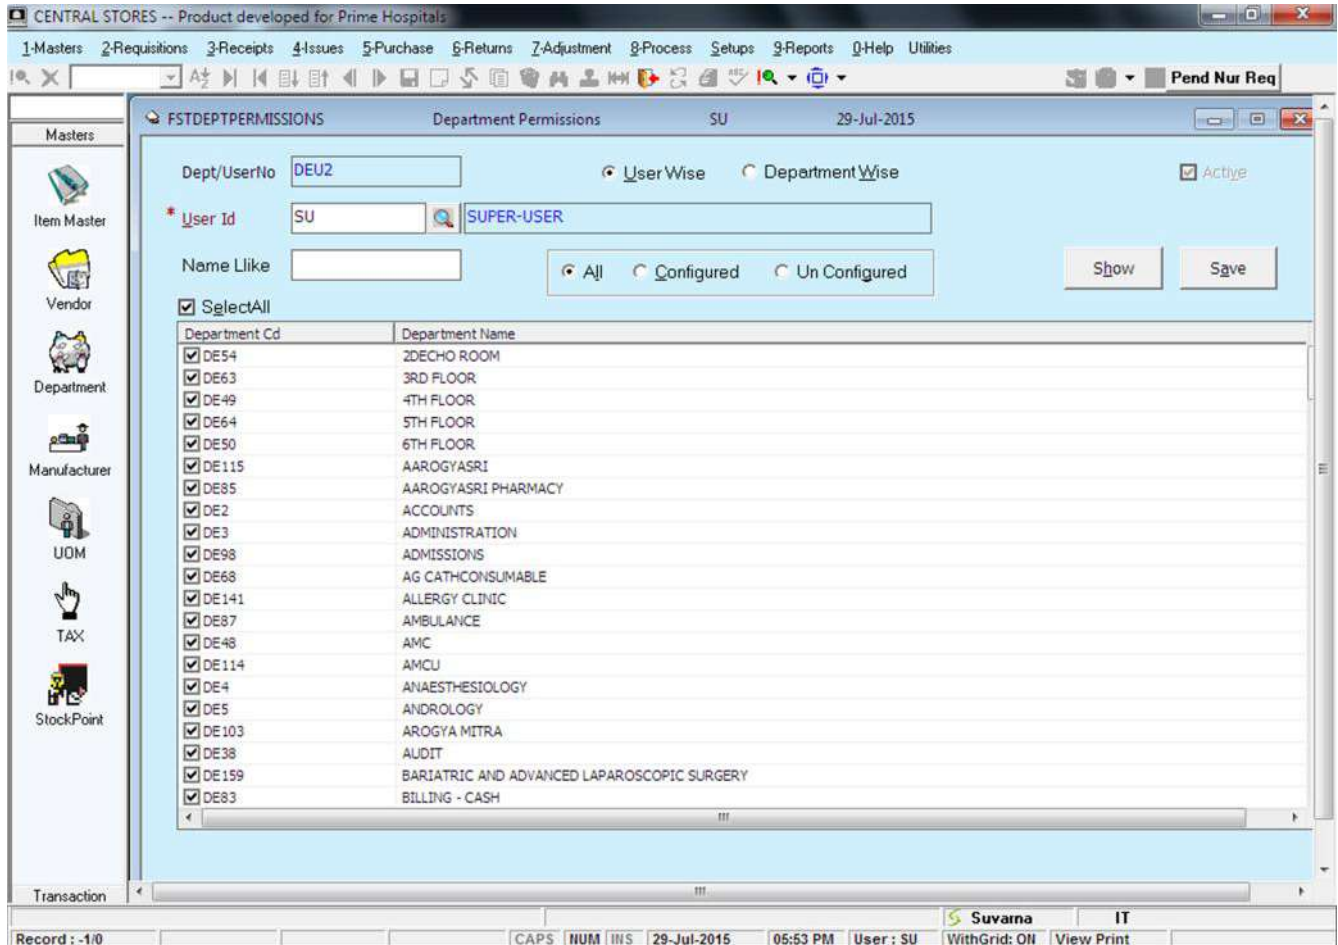 CENTRAL STORES -- Product developed for Prime Hospitals
1-Masters 2-Requisitions 3-Receipts 4-Issues 5-Purchase 6-Returns 7-Adjustment 8-Process Setups 9-Reports 0-Help Utilities
Pend Nur Req
Masters
Item Master
Vendor
Department
Manufacturer
UOM
TAX
StockPoint
Transaction
FSTDEPTPERMISSIONS Department Permissions SU 29-Jul-2015
Dept/UserNo DEU2 User Wise Department Wise Active
* User Id SU SUPER-USER
Name Llike All Configured Un Configured Show Save
SelectAll
Department Cd Department Name
DE54 2DECHO ROOM
DE63 3RD FLOOR
DE49 4TH FLOOR
DE64 5TH FLOOR
DE50 6TH FLOOR
DE115 AAROGYASRI
DE85 AAROGYASRI PHARMACY
DE2 ACCOUNTS
DE3 ADMINISTRATION
DE98 ADMISSIONS
DE68 AG CATHCONSUMABLE
DE141 ALLERGY CLINIC
DE87 AMBULANCE
DE48 AMC
DE114 AMCU
DE4 ANAESTHESIOLOGY
DE5 ANDROLOGY
DE103 AROGYA MITRA
DE38 AUDIT
DE159 BARIATRIC AND ADVANCED LAPAROSCOPIC SURGERY
DE83 BILLING - CASH
Suvarna IT
Record : -1/0 CAPS NUM INS 29-Jul-2015 05:53 PM User : SU WithGrid: ON View Print